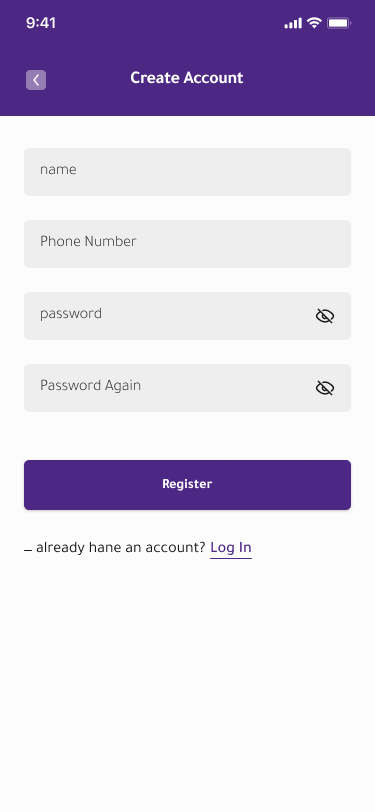 9:41
Create Account
name
Phone Number
password
Password Again
Register
_ already hane an account? Log In